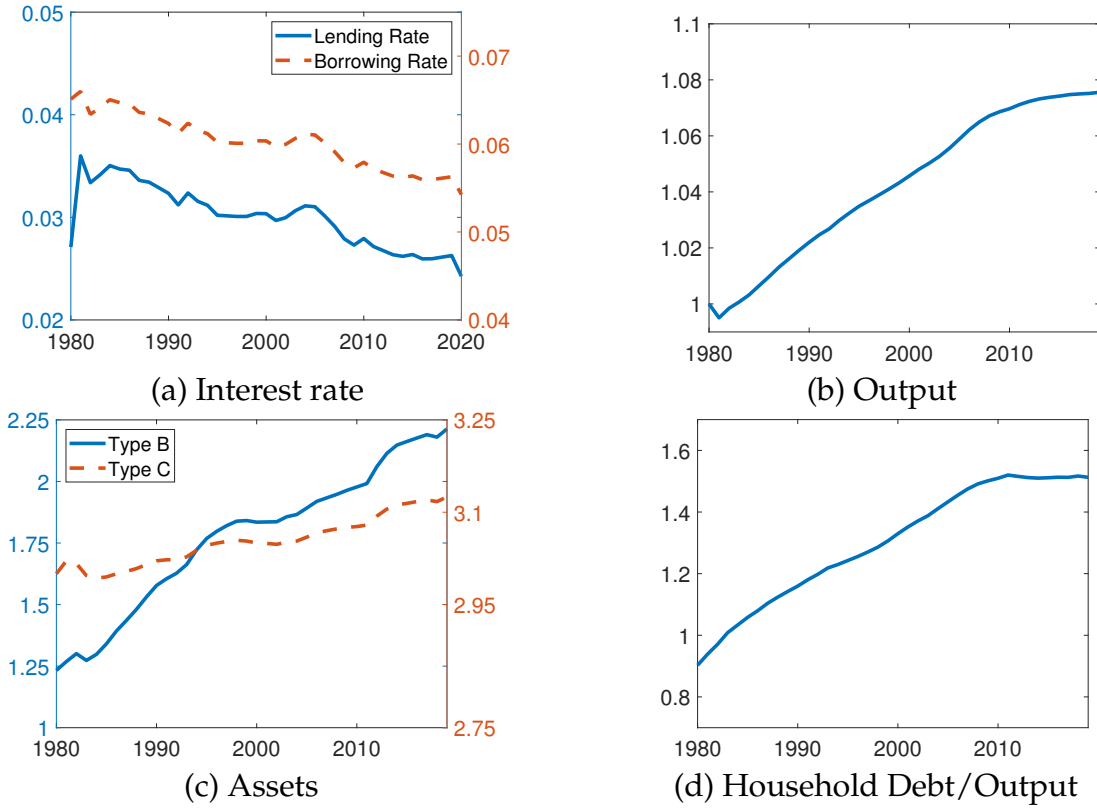 0.05
0.04
0.03
0.02
Lending Rate
Borrowing Rate
0.07
0.06
0.05
0.04
1980 1990 2000 2010 2020
(a) Interest rate
1.1
1.08
1.06
1.04
1.02
1
1980 1990 2000 2010
(b) Output
2.25
2
1.75
1.5
1.25
1
Type B
Type C
3.25
3.1
2.95
2.75
1980 1990 2000 2010
(c) Assets
1.6
1.4
1.2
1
0.8
1980 1990 2000 2010
(d) Household Debt/Output